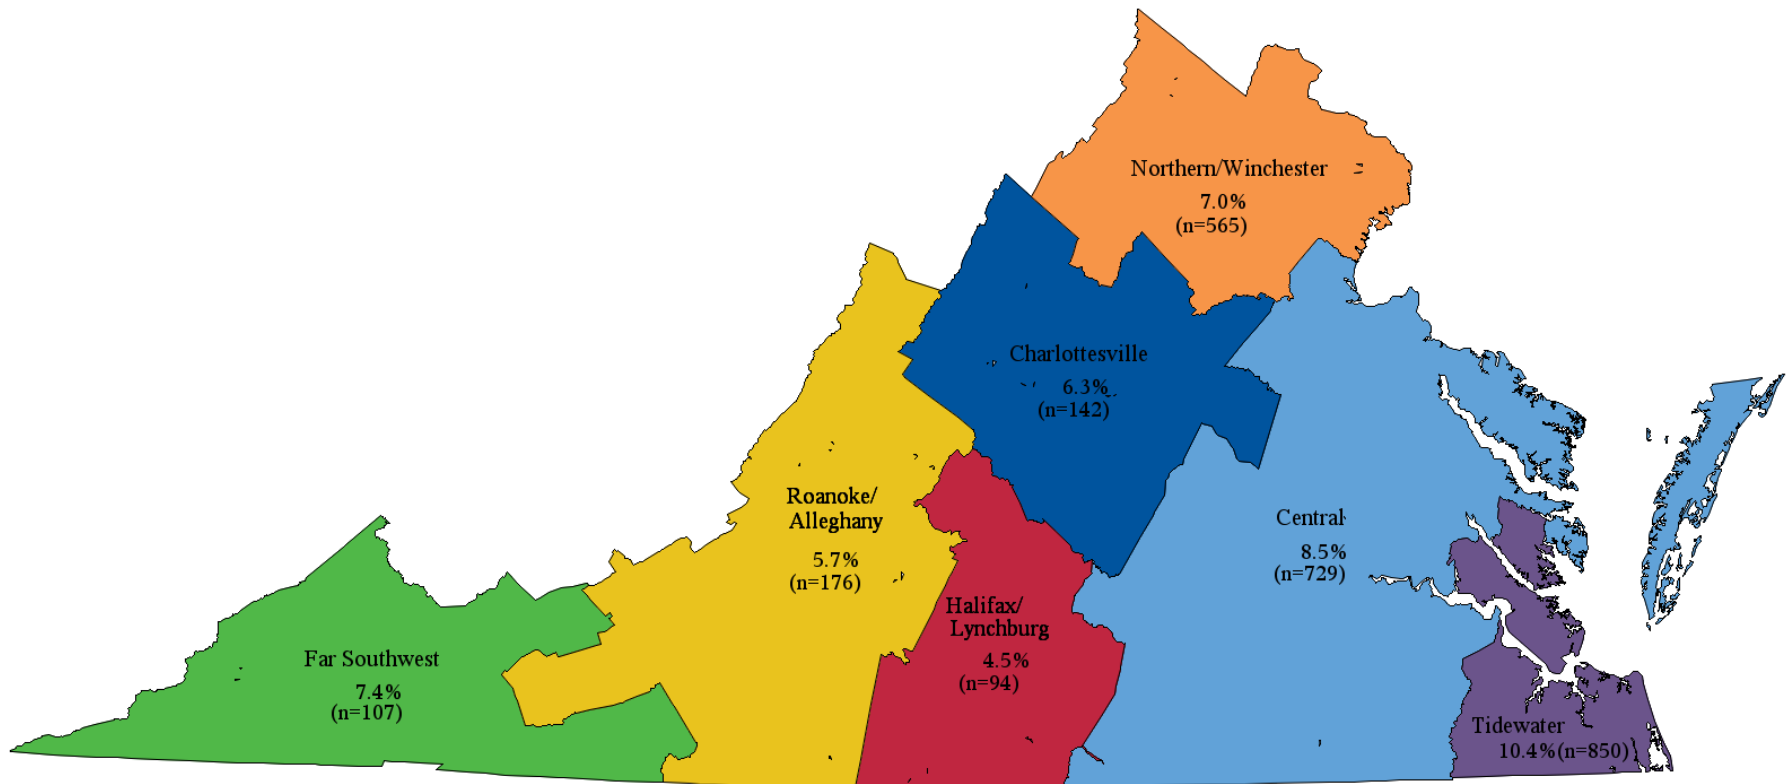 Northern/Winchester
7.0%
(n=565)
Charlottesville
6.3%
(n=142)
Roanoke/
Alleghany
5.7%
(n=176)
Central
8.5%
(n=729)
Halifax/
Lynchburg
4.5%
(n=94)
Far Southwest
7.4%
(n=107)
Tidewater
10.4%(n=850)